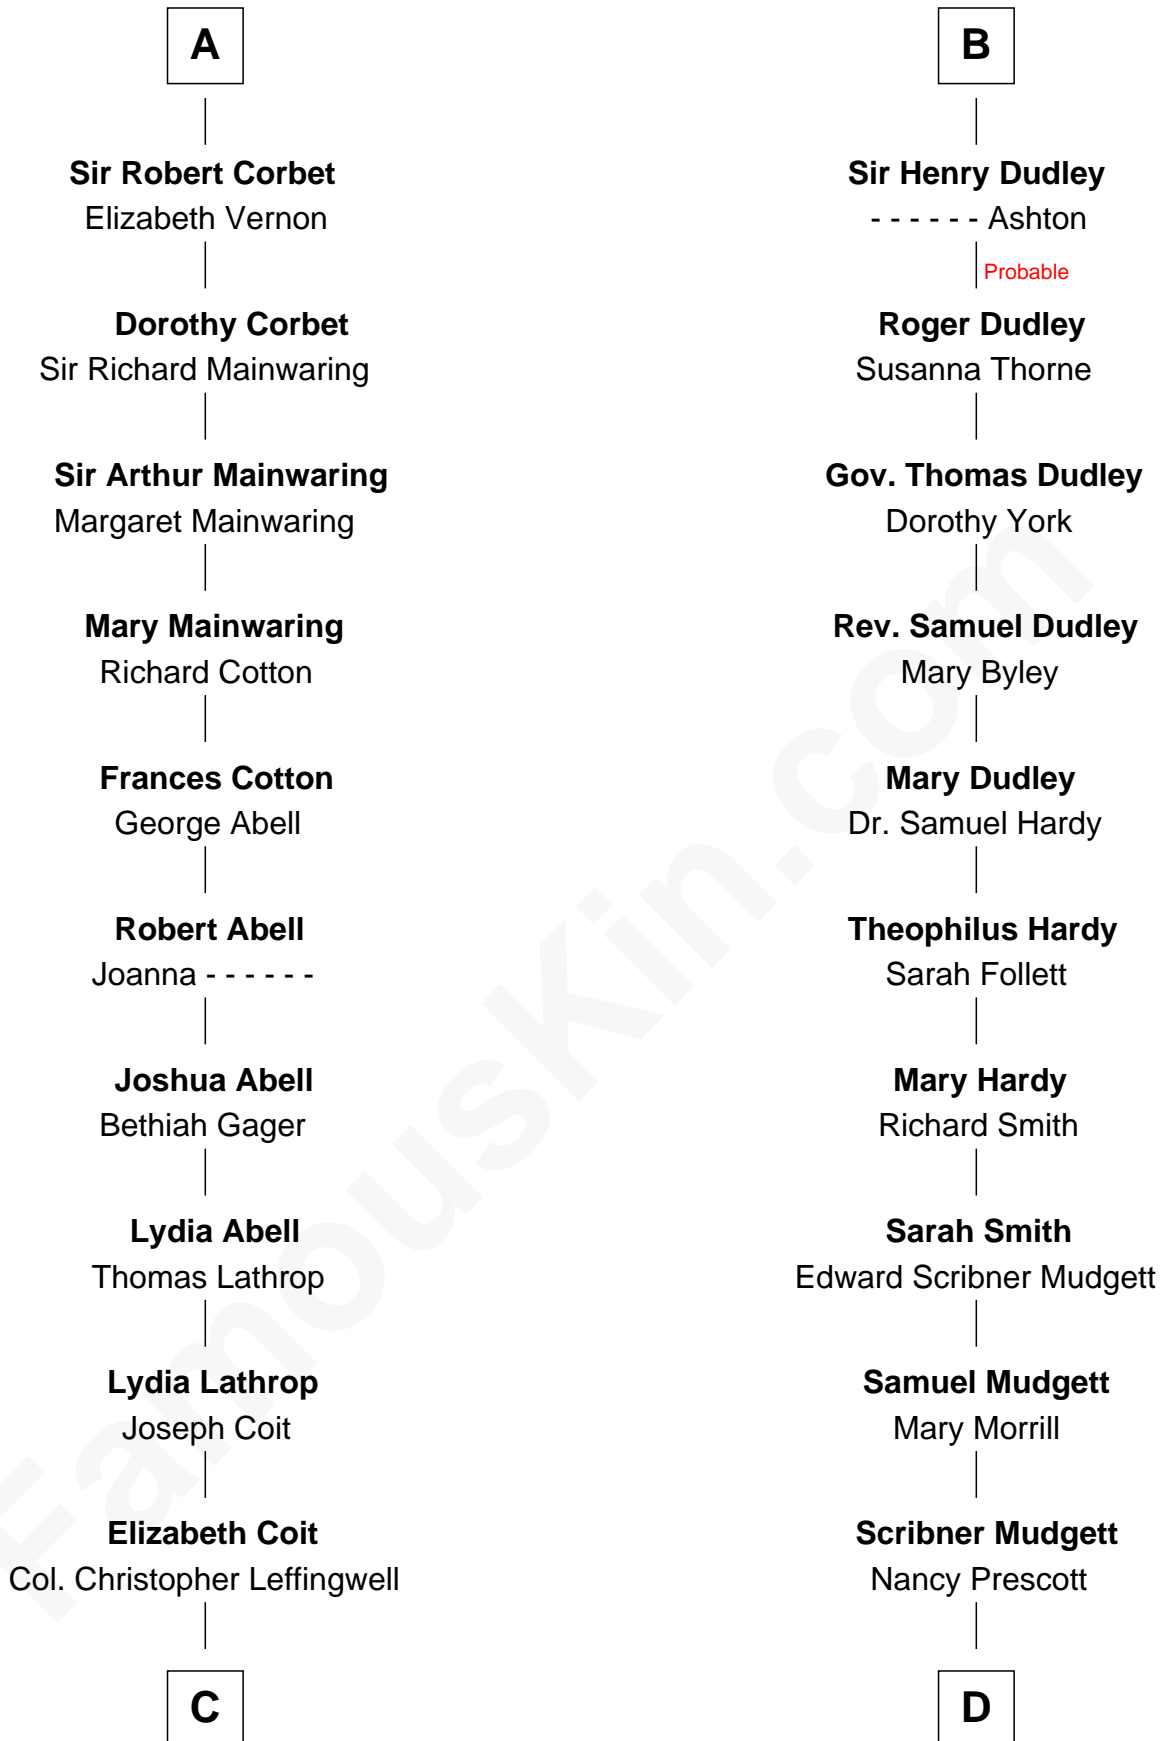 A
Sir Robert Corbet
Elizabeth Vernon
Dorothy Corbet
Sir Richard Mainwaring
Sir Arthur Mainwaring
Margaret Mainwaring
Mary Mainwaring
Richard Cotton
Frances Cotton
George Abell
Robert Abell
Joanna - - - - - -
Joshua Abell
Bethiah Gager
Lydia Abell
Thomas Lathrop
Lydia Lathrop
Joseph Coit
Elizabeth Coit
Col. Christopher Leffingwell
C
B
Sir Henry Dudley
- - - - - - Ashton
Probable
Roger Dudley
Susanna Thorne
Gov. Thomas Dudley
Dorothy York
Rev. Samuel Dudley
Mary Byley
Mary Dudley
Dr. Samuel Hardy
Theophilus Hardy
Sarah Follett
Mary Hardy
Richard Smith
Sarah Smith
Edward Scribner Mudgett
Samuel Mudgett
Mary Morrill
Scribner Mudgett
Nancy Prescott
D
FamousKin.com